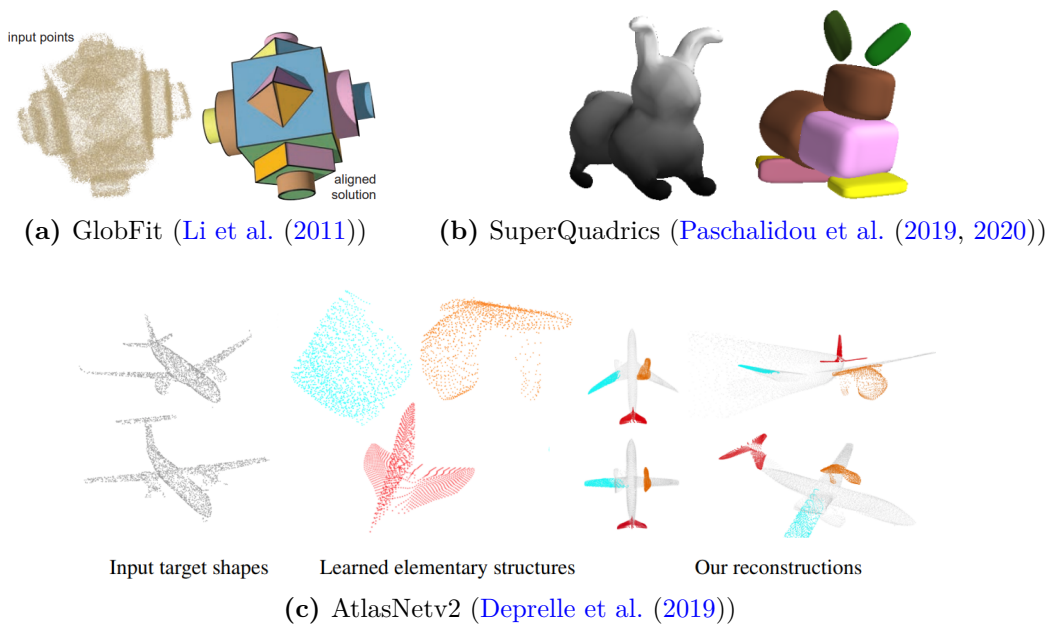 input points
aligned
solution
(a) GlobFit (Li et al. (2011))
(b) SuperQuadrics (Paschalidou et al. (2019, 2020))
Input target shapes
Learned elementary structures
Our reconstructions
(c) AtlasNetv2 (Deprelle et al. (2019))